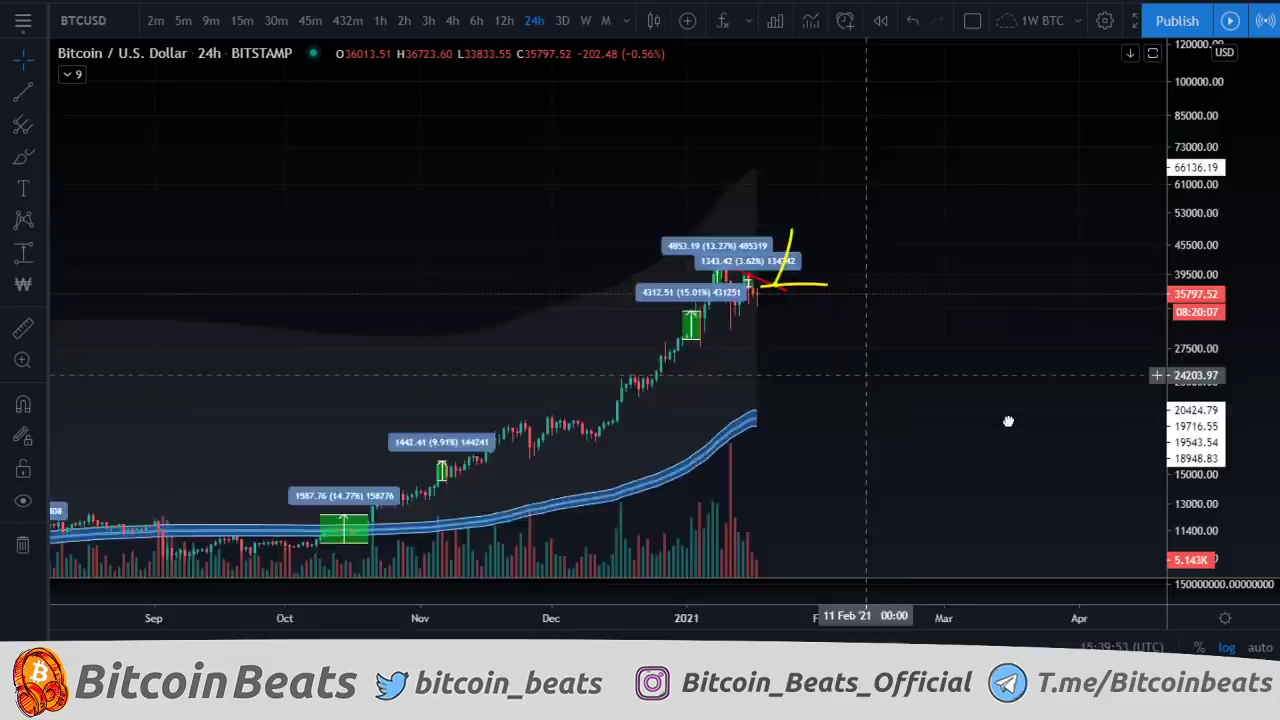 BTCUSD 2m 5m 9m 15m 30m 45m 432m 1h 2h 3h 4h 6h 12h 24h 3D W M 1W BTC Publish
Bitcoin / U.S. Dollar · 24h · BITSTAMP O36013.51 H36723.60 L33833.55 C35797.52 -202.48 (-0.56%) USD
9
120000.00
100000.00
85000.00
73000.00
66136.19
61000.00
53000.00
4853.19 (13.27%) 485319 45500.00
1343.42 (3.62%)
39500.00
4312.51 (15.01%) 431251 35797.52
08:20:07
27500.00
24203.97
20424.79
19716.55
1442.41 (9.91%) 144241 19543.54
18948.83
15000.00
1587.76 (14.77%) 158776
13000.00
11400.00
5.143K
150000000.00000000
Sep Oct Nov Dec 2021 11 Feb '21 00:00 Mar Apr
15:39:53 (UTC) % log auto
Bitcoin Beats bitcoin_beats Bitcoin_Beats_Official T.me/Bitcoinbeats